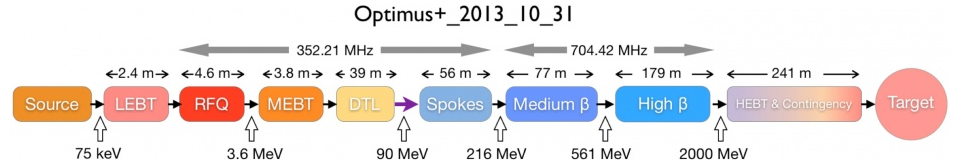 Optimus+_2013_10_31
352.21 MHz 704.42 MHz
2.4 m 4.6 m 3.8 m 39 m 56 m 77 m 179 m 241 m
Source LEBT RFQ MEBT DTL Spokes Medium β High β HEBT & Contingency Target
75 keV 3.6 MeV 90 MeV 216 MeV 561 MeV 2000 MeV